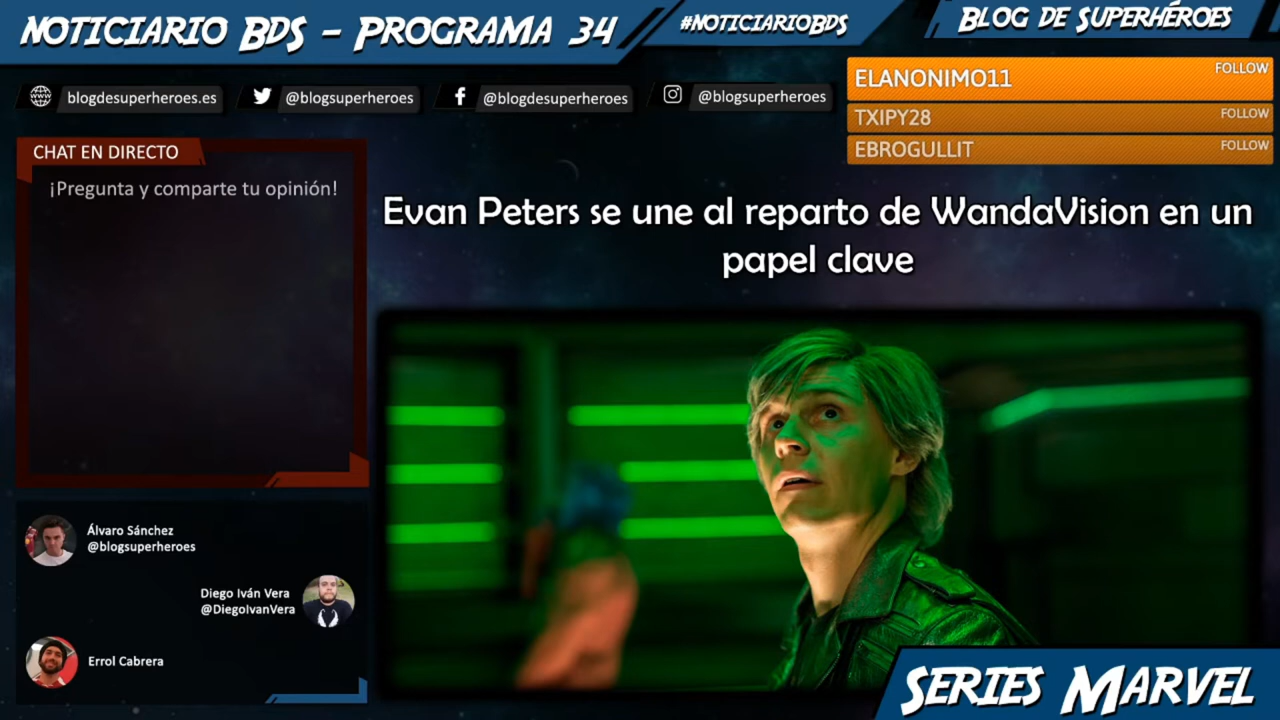 NOTICIARIO BDS - PROGRAMA 34
#NOTICIARIOBDS
BLOG DE SUPERHÉROES
blogdesuperheroes.es
@blogsuperheroes
@blogdesuperheroes
@blogsuperheroes
ELANONIMO11 FOLLOW
TXIPY28 FOLLOW
EBROGULLIT FOLLOW
CHAT EN DIRECTO
¡Pregunta y comparte tu opinión!
Evan Peters se une al reparto de WandaVision en un
papel clave
Álvaro Sánchez
@blogsuperheroes
Diego Iván Vera
@DiegoIvanVera
Errol Cabrera
SERIES MARVEL